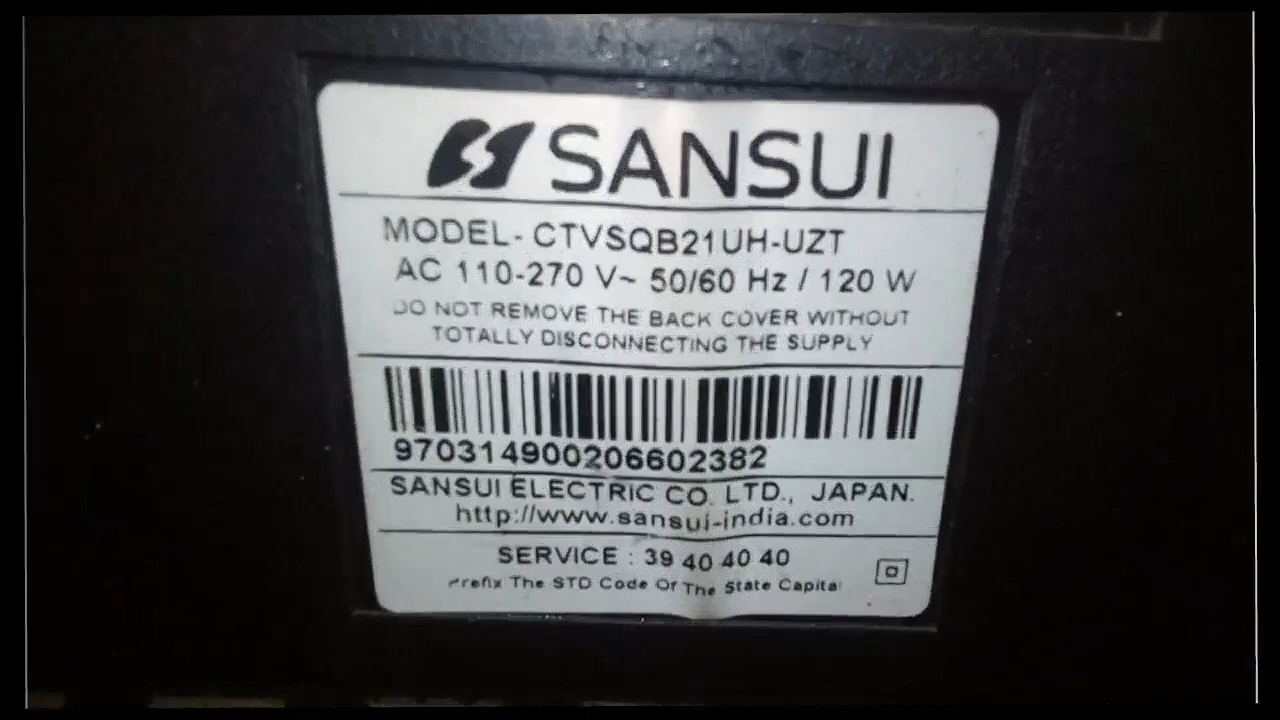 SANSUI
MODEL- CTVSQB21UH-UZT
AC 110-270 V~ 50/60 Hz / 120 W
DO NOT REMOVE THE BACK COVER WITHOUT
TOTALLY DISCONNECTING THE SUPPLY
970314900206602382
SANSUI ELECTRIC CO. LTD., JAPAN.
http://www.sansui-india.com
SERVICE : 39 40 40 40
Prefix The STD Code Of The State Capital